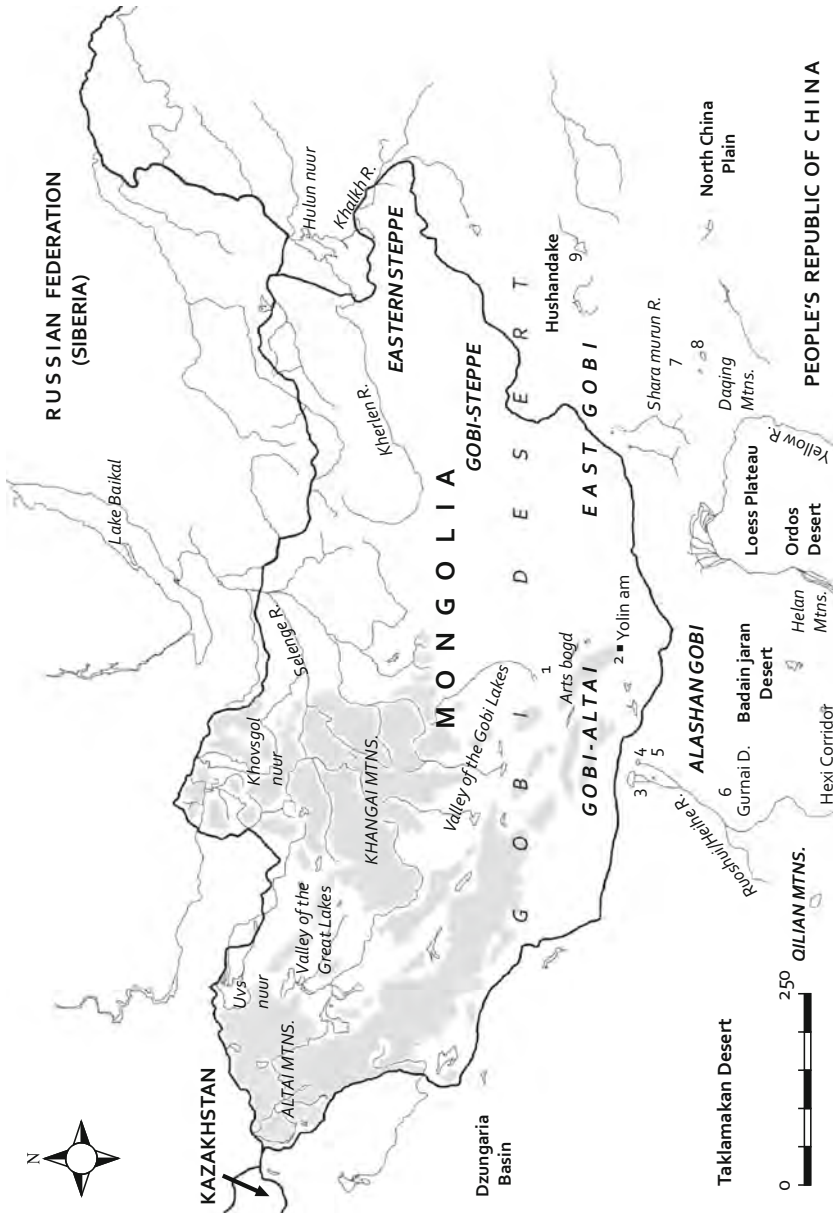 N
KAZAKHSTAN
RUSSIAN FEDERATION
(SIBERIA)
Lake Baikal
Uvs
nuur
Khovsgol
nuur
Selenge R.
Hulun nuur
Khalkh R.
ALTAI MTNS.
Valley of the
Great Lakes
KHANGAI MTNS.
Kherlen R.
EASTERN STEPPE
MONGOLIA
GOBI-STEPPE
Valley of the Gobi Lakes
Dzungaria
Basin
GOBI DESERT
1
Arts bogd
Hushandake
9
GOBI-ALTAI
EAST GOBI
2
Yolin am
3
4
5
ALASHAN GOBI
Shara murun R.
7
8
Ruoshui/Heihe R.
6
Gurnai D.
Badain jaran
Desert
Daqing
Mtns.
North China
Plain
Taklamakan Desert
Loess Plateau
Ordos
Desert
Helan
Mtns.
Yellow R.
QILIAN MTNS.
Hexi Corridor
PEOPLE'S REPUBLIC OF CHINA
0
250